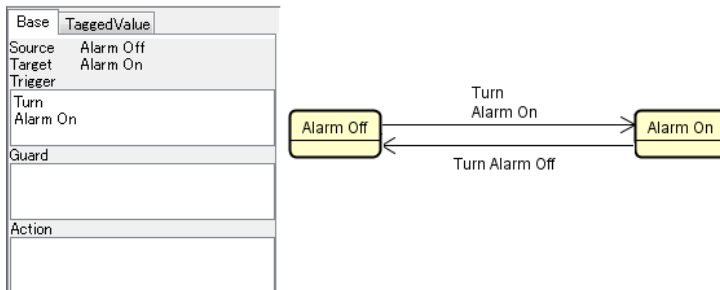 Base TaggedValue
Source Alarm Off
Target Alarm On
Trigger
Turn
Alarm On
Guard
Action
Turn
Alarm On
Alarm Off
Alarm On
Turn Alarm Off